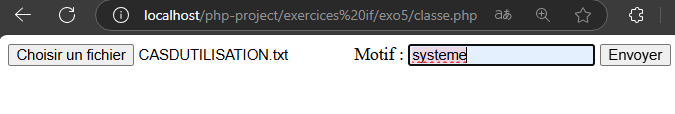 localhost/php-project/exercices%20if/exo5/classe.php
Choisir un fichier CASDUTILISATION.txt Motif : systeme Envoyer